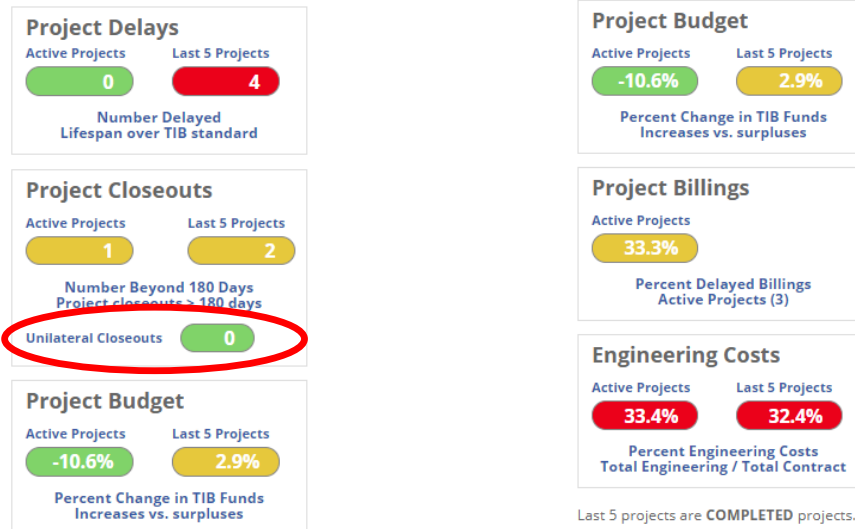 Project Delays
Active Projects Last 5 Projects
0 4
Number Delayed
Lifespan over TIB standard
Project Closeouts
Active Projects Last 5 Projects
1 2
Number Beyond 180 Days
Project closeouts > 180 days
Unilateral Closeouts 0
Project Budget
Active Projects Last 5 Projects
-10.6% 2.9%
Percent Change in TIB Funds
Increases vs. surpluses
Project Budget
Active Projects Last 5 Projects
-10.6% 2.9%
Percent Change in TIB Funds
Increases vs. surpluses
Project Billings
Active Projects
33.3%
Percent Delayed Billings
Active Projects (3)
Engineering Costs
Active Projects Last 5 Projects
33.4% 32.4%
Percent Engineering Costs
Total Engineering / Total Contract
Last 5 projects are COMPLETED projects.